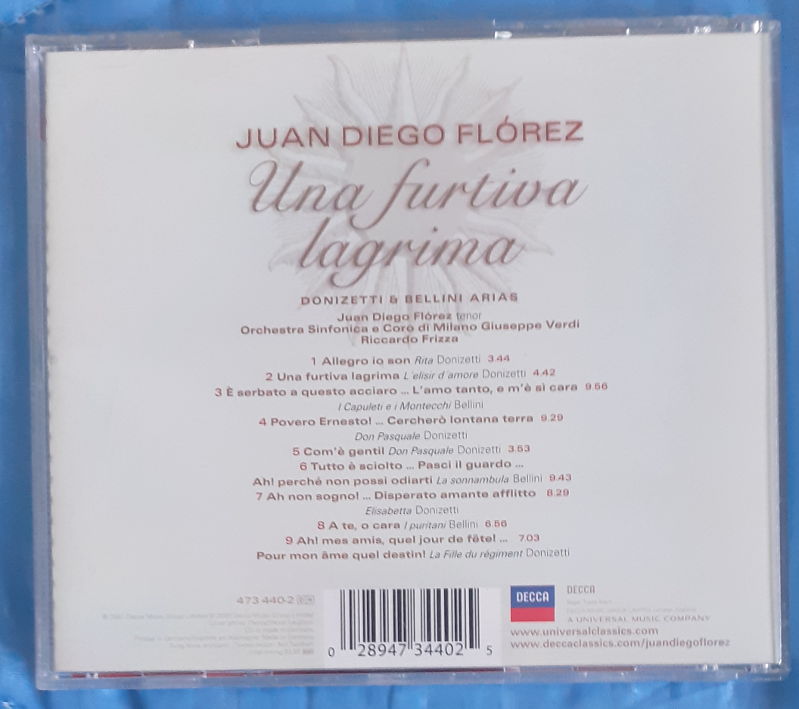 JUAN DIEGO FLÓREZ
Una furtiva
lagrima
DONIZETTI & BELLINI ARIAS
Juan Diego Flórez tenor
Orchestra Sinfonica e Coro di Milano Giuseppe Verdi
Riccardo Frizza
1 Allegro io son Rita Donizetti 3.44
2 Una furtiva lagrima L'elisir d'amore Donizetti 4.42
3 È serbato a questo acciaro ... L'amo tanto, e m'è sì cara 9.56
I Capuleti e i Montecchi Bellini
4 Povero Ernesto! ... Cercherò lontana terra 9.29
Don Pasquale Donizetti
5 Com'è gentil Don Pasquale Donizetti 3.53
6 Tutto è sciolto ... Pasci il guardo ...
Ah! perché non possi odiarti La sonnambula Bellini 9.43
7 Ah non sogno! ... Disperato amante afflitto 8.29
Elisabetta Donizetti
8 A te, o cara I puritani Bellini 6.56
9 Ah! mes amis, quel jour de fête! ... 7.03
Pour mon âme quel destin! La Fille du régiment Donizetti
473 440-2
0 28947 34402 5
DECCA
DECCA
A UNIVERSAL MUSIC COMPANY
www.universalclassics.com
www.deccaclassics.com/juandiegoflorez